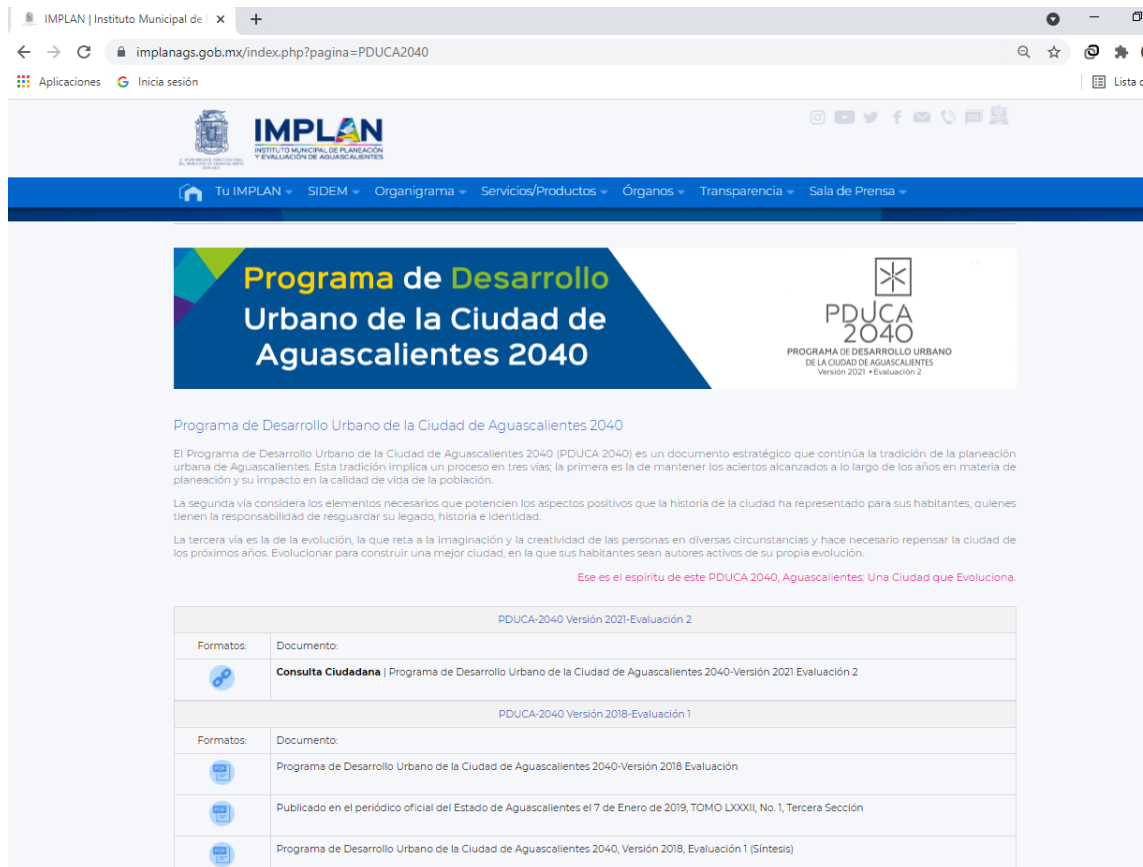 IMPLAN | Instituto Municipal de
implanags.gob.mx/index.php?pagina=PDUCA2040
Aplicaciones
Inicia sesión
Lista
IMPLAN
INSTITUTO MUNICIPAL DE PLANEACIÓN
Y EVALUACIÓN DE AGUASCALIENTES
Tu IMPLAN SIDEM Organigrama Servicios/Productos Órganos Transparencia Sala de Prensa
Programa de Desarrollo
Urbano de la Ciudad de
Aguascalientes 2040
PDUCA
2040
PROGRAMA DE DESARROLLO URBANO
DE LA CIUDAD DE AGUASCALIENTES
Versión 2021 • Evaluación 2
Programa de Desarrollo Urbano de la Ciudad de Aguascalientes 2040
El Programa de Desarrollo Urbano de la Ciudad de Aguascalientes 2040 (PDUCA 2040) es un documento estratégico que continúa la tradición de la planeación
urbana de Aguascalientes. Esta tradición implica un proceso en tres vías; la primera es la de mantener los aciertos alcanzados a lo largo de los años en materia de
planeación y su impacto en la calidad de vida de la población.
La segunda vía considera los elementos necesarios que potencien los aspectos positivos que la historia de la ciudad ha representado para sus habitantes, quienes
tienen la responsabilidad de resguardar su legado, historia e identidad.
La tercera vía es la de la evolución, la que reta a la imaginación y la creatividad de las personas en diversas circunstancias y hace necesario repensar la ciudad de
los próximos años. Evolucionar para construir una mejor ciudad, en la que sus habitantes sean autores activos de su propia evolución.
Ese es el espíritu de este PDUCA 2040, Aguascalientes: Una Ciudad que Evoluciona.
PDUCA-2040 Versión 2021-Evaluación 2
Formatos: Documento:
Consulta Ciudadana | Programa de Desarrollo Urbano de la Ciudad de Aguascalientes 2040-Versión 2021 Evaluación 2
PDUCA-2040 Versión 2018-Evaluación 1
Formatos: Documento:
PDF Programa de Desarrollo Urbano de la Ciudad de Aguascalientes 2040-Versión 2018 Evaluación
PDF Publicado en el periódico oficial del Estado de Aguascalientes el 7 de Enero de 2019, TOMO LXXXII, No. 1, Tercera Sección
PDF Programa de Desarrollo Urbano de la Ciudad de Aguascalientes 2040, Versión 2018, Evaluación 1 (Síntesis)